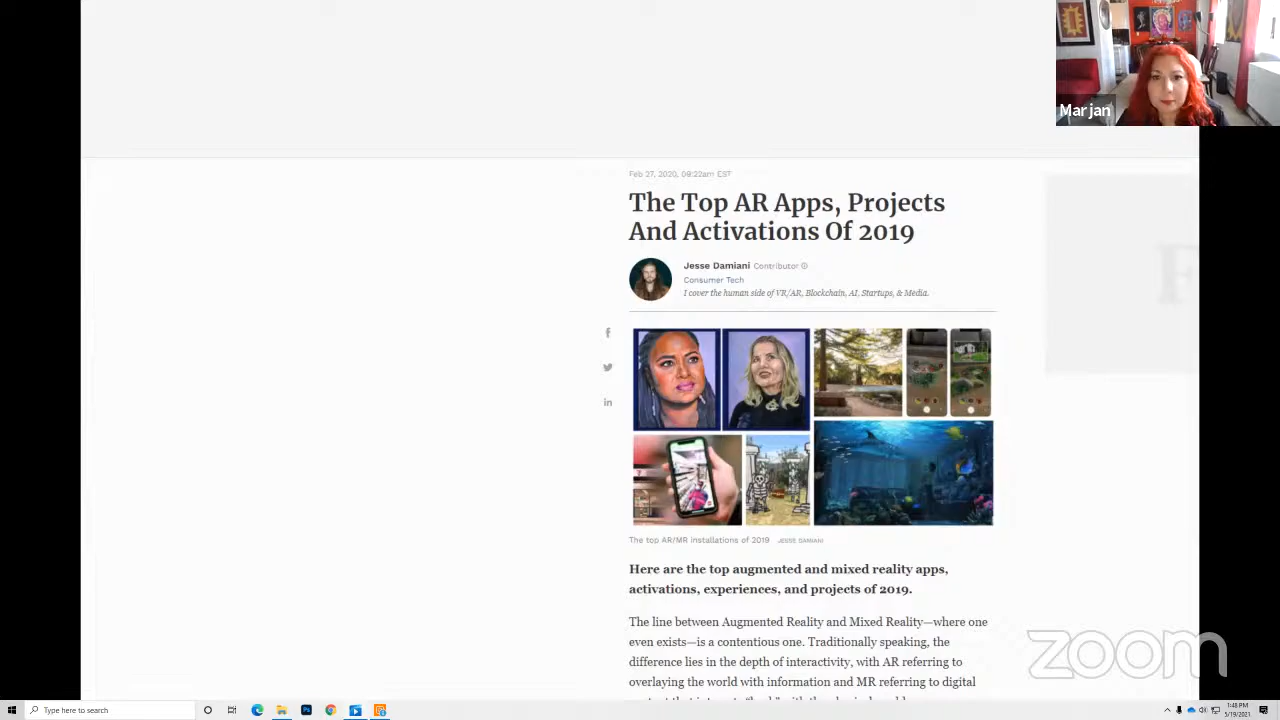 Marjan
Feb 27, 2020, 09:22am EST
The Top AR Apps, Projects
And Activations Of 2019
Jesse Damiani Contributor
Consumer Tech
I cover the human side of VR/AR, Blockchain, AI, Startups, & Media.
The top AR/MR installations of 2019 JESSE DAMIANI
Here are the top augmented and mixed reality apps,
activations, experiences, and projects of 2019.
The line between Augmented Reality and Mixed Reality—where one
even exists—is a contentious one. Traditionally speaking, the
difference lies in the depth of interactivity, with AR referring to
overlaying the world with information and MR referring to digital
zoom
Type here to search
1:48 PM
5/19/2021